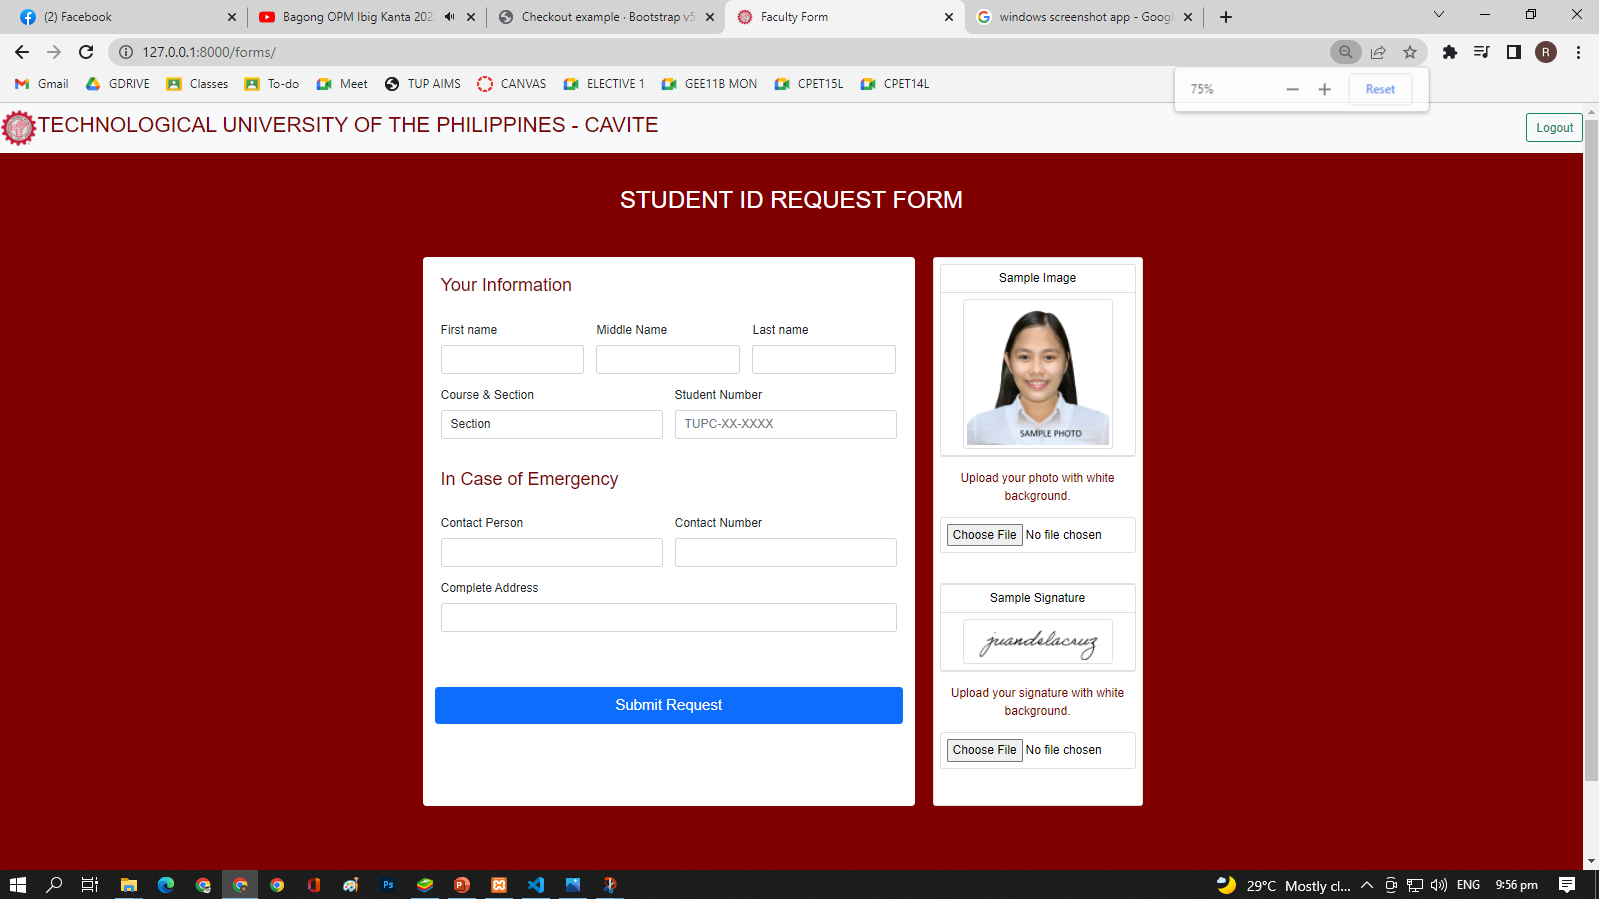 (2) Facebook
Bagong OPM Ibig Kanta 202
Checkout example · Bootstrap v5
Faculty Form
windows screenshot app - Googl
127.0.0.1:8000/forms/
R
Gmail
GDRIVE
Classes
To-do
Meet
TUP AIMS
CANVAS
ELECTIVE 1
GEE11B MON
CPET15L
CPET14L
75%
Reset
TECHNOLOGICAL UNIVERSITY OF THE PHILIPPINES - CAVITE
Logout
STUDENT ID REQUEST FORM
Your Information
First name Middle Name Last name
Course & Section Student Number
Section TUPC-XX-XXXX
In Case of Emergency
Contact Person Contact Number
Complete Address
Submit Request
Sample Image
SAMPLE PHOTO
Upload your photo with white
background.
Choose File No file chosen
Sample Signature
juandelacruz
Upload your signature with white
background.
Choose File No file chosen
Ps
29°C Mostly cl...
ENG
9:56 pm